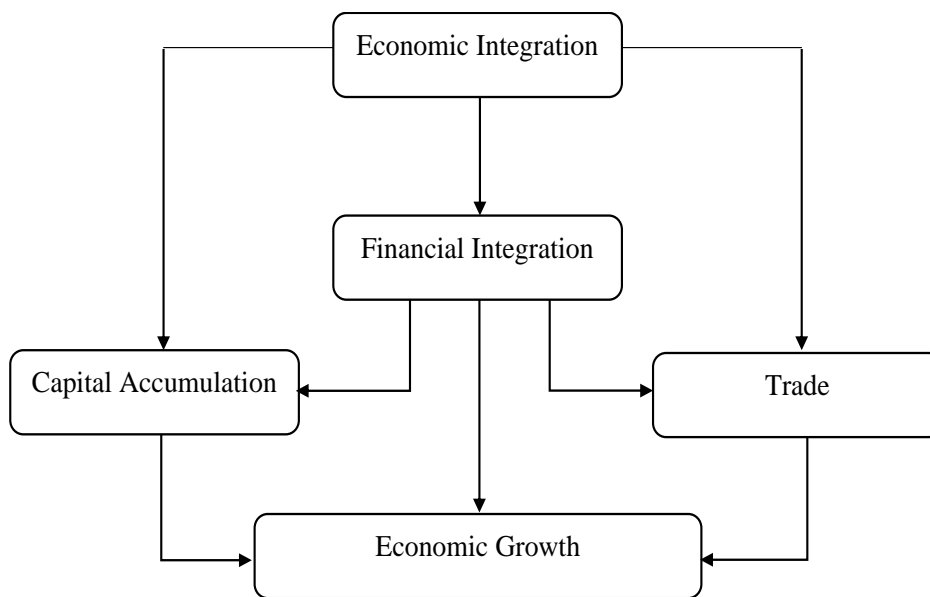 Economic Integration
Financial Integration
Capital Accumulation
Trade
Economic Growth